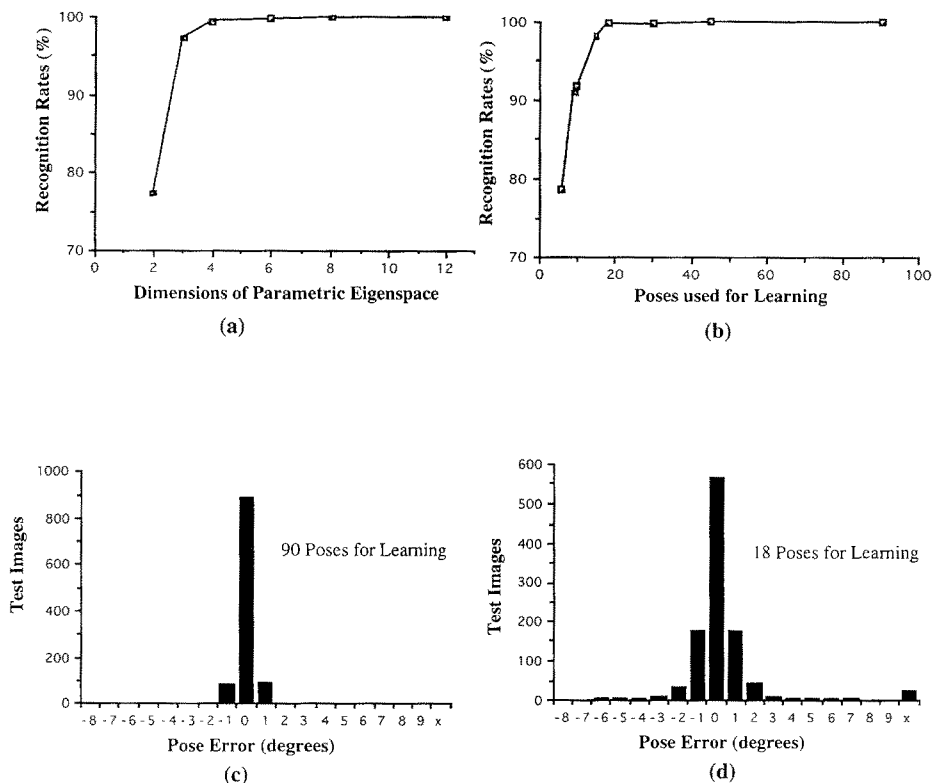 100
90
80
70
0 2 4 6 8 10 12
Recognition Rates (%)
Dimensions of Parametric Eigenspace
(a)
100
90
80
70
0 20 40 60 80 100
Recognition Rates (%)
Poses used for Learning
(b)
1000
800
600
400
200
0
Test Images
90 Poses for Learning
-8 -7 -6 -5 -4 -3 -2 -1 0 1 2 3 4 5 6 7 8 9 x
Pose Error (degrees)
(c)
600
500
400
300
200
100
0
Test Images
18 Poses for Learning
-8 -7 -6 -5 -4 -3 -2 -1 0 1 2 3 4 5 6 7 8 9 x
Pose Error (degrees)
(d)